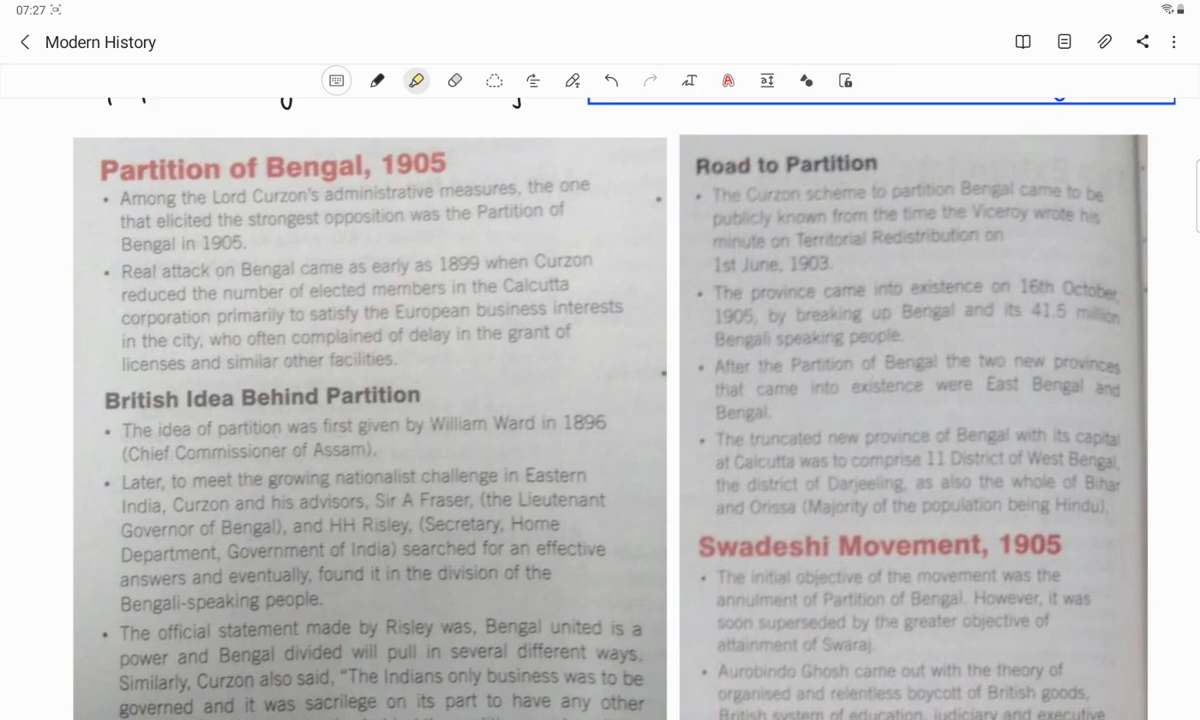 07:27
Modern History
Partition of Bengal, 1905
• Among the Lord Curzon's administrative measures, the one
that elicited the strongest opposition was the Partition of
Bengal in 1905.
• Real attack on Bengal came as early as 1899 when Curzon
reduced the number of elected members in the Calcutta
corporation primarily to satisfy the European business interests
in the city, who often complained of delay in the grant of
licenses and similar other facilities.
British Idea Behind Partition
• The idea of partition was first given by William Ward in 1896
(Chief Commissioner of Assam).
• Later, to meet the growing nationalist challenge in Eastern
India, Curzon and his advisors, Sir A Fraser, (the Lieutenant
Governor of Bengal), and HH Risley, (Secretary, Home
Department, Government of India) searched for an effective
answers and eventually, found it in the division of the
Bengali-speaking people.
• The official statement made by Risley was, Bengal united is a
power and Bengal divided will pull in several different ways.
Similarly, Curzon also said, "The Indians only business was to be
governed and it was sacrilege on its part to have any other
Road to Partition
• The Curzon scheme to partition Bengal came to be
publicly known from the time the Viceroy wrote his
minute on Territorial Redistribution on
1st June, 1903.
• The province came into existence on 16th October,
1905, by breaking up Bengal and its 41.5 million
Bengali speaking people.
• After the Partition of Bengal the two new provinces
that came into existence were East Bengal and
Bengal.
• The truncated new province of Bengal with its capital
at Calcutta was to comprise 11 District of West Bengal,
the district of Darjeeling, as also the whole of Bihar
and Orissa (Majority of the population being Hindu).
Swadeshi Movement, 1905
• The initial objective of the movement was the
annulment of Partition of Bengal. However, it was
soon superseded by the greater objective of
attainment of Swaraj.
• Aurobindo Ghosh came out with the theory of
organised and relentless boycott of British goods,
British system of education, judiciary and executive